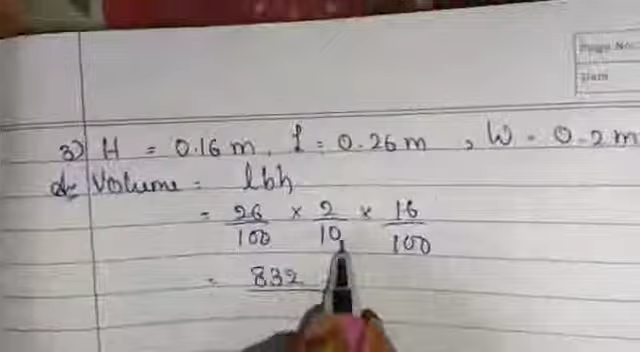 Page No.
Date
3) H = 0.16 m, l = 0.26 m, W = 0.2 m
Volume = lbh
= 26/100 × 2/10 × 16/100
= 832